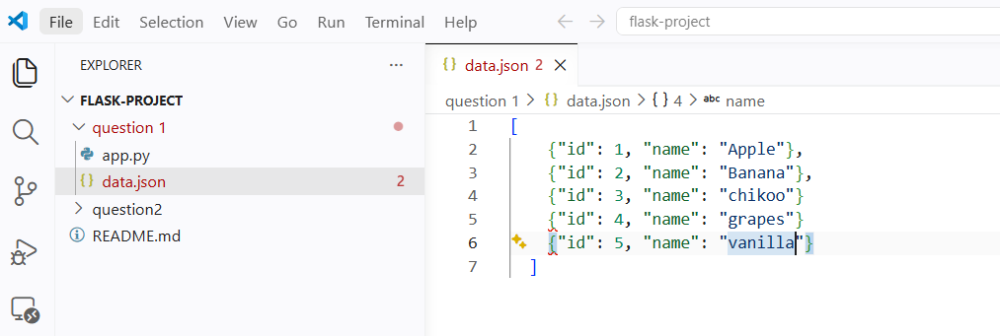 File Edit Selection View Go Run Terminal Help
flask-project
EXPLORER
FLASK-PROJECT
question 1
app.py
data.json 2
question2
README.md
data.json 2
question 1 > data.json > { } 4 > abc name
1 [
2 {"id": 1, "name": "Apple"},
3 {"id": 2, "name": "Banana"},
4 {"id": 3, "name": "chikoo"}
5 {"id": 4, "name": "grapes"}
6 {"id": 5, "name": "vanilla"}
7 ]